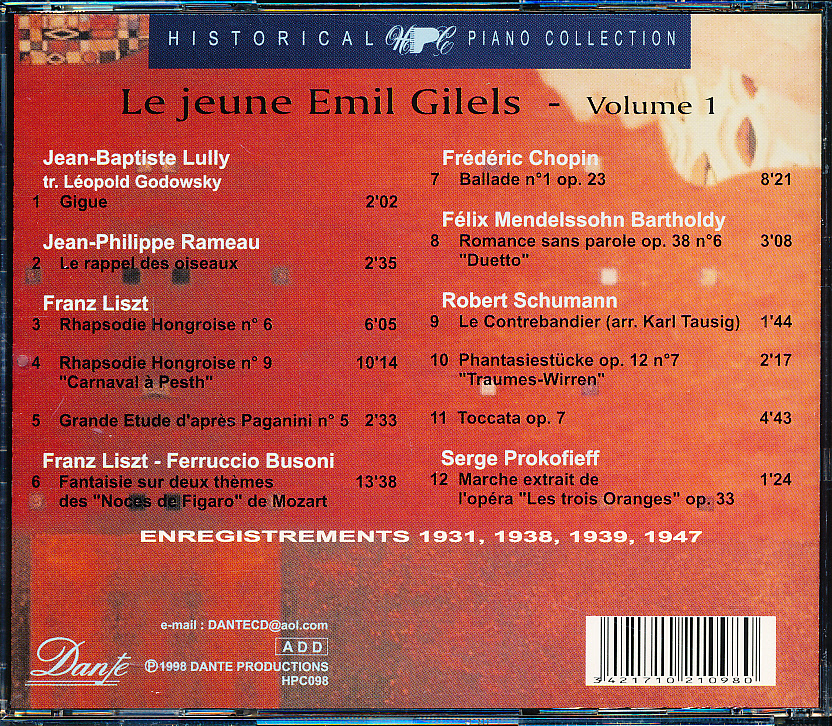 HISTORICAL HPC PIANO COLLECTION
Le jeune Emil Gilels - Volume 1
Jean-Baptiste Lully
tr. Léopold Godowsky
1 Gigue 2'02
Jean-Philippe Rameau
2 Le rappel des oiseaux 2'35
Franz Liszt
3 Rhapsodie Hongroise n° 6 6'05
4 Rhapsodie Hongroise n° 9 10'14
"Carnaval à Pesth"
5 Grande Etude d'après Paganini n° 5 2'33
Franz Liszt - Ferruccio Busoni
6 Fantaisie sur deux thèmes 13'38
des "Noces de Figaro" de Mozart
Frédéric Chopin
7 Ballade n°1 op. 23 8'21
Félix Mendelssohn Bartholdy
8 Romance sans parole op. 38 n°6 3'08
"Duetto"
Robert Schumann
9 Le Contrebandier (arr. Karl Tausig) 1'44
10 Phantasiestücke op. 12 n°7 2'17
"Traumes-Wirren"
11 Toccata op. 7 4'43
Serge Prokofieff
12 Marche extrait de 1'24
l'opéra "Les trois Oranges" op. 33
ENREGISTREMENTS 1931, 1938, 1939, 1947
e-mail : DANTECD@aol.com
ADD
Dante
℗1998 DANTE PRODUCTIONS
HPC098
3 421710 210980